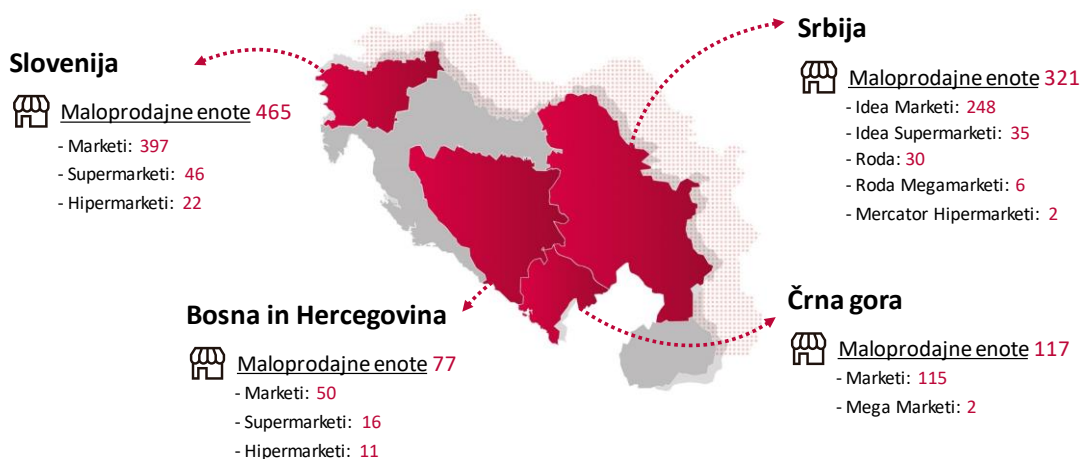 Slovenija
Maloprodajne enote 465
- Marketi: 397
- Supermarketi: 46
- Hipermarketi: 22
Srbija
Maloprodajne enote 321
- Idea Marketi: 248
- Idea Supermarketi: 35
- Roda: 30
- Roda Megamarketi: 6
- Mercator Hipermarketi: 2
Bosna in Hercegovina
Maloprodajne enote 77
- Marketi: 50
- Supermarketi: 16
- Hipermarketi: 11
Črna gora
Maloprodajne enote 117
- Marketi: 115
- Mega Marketi: 2